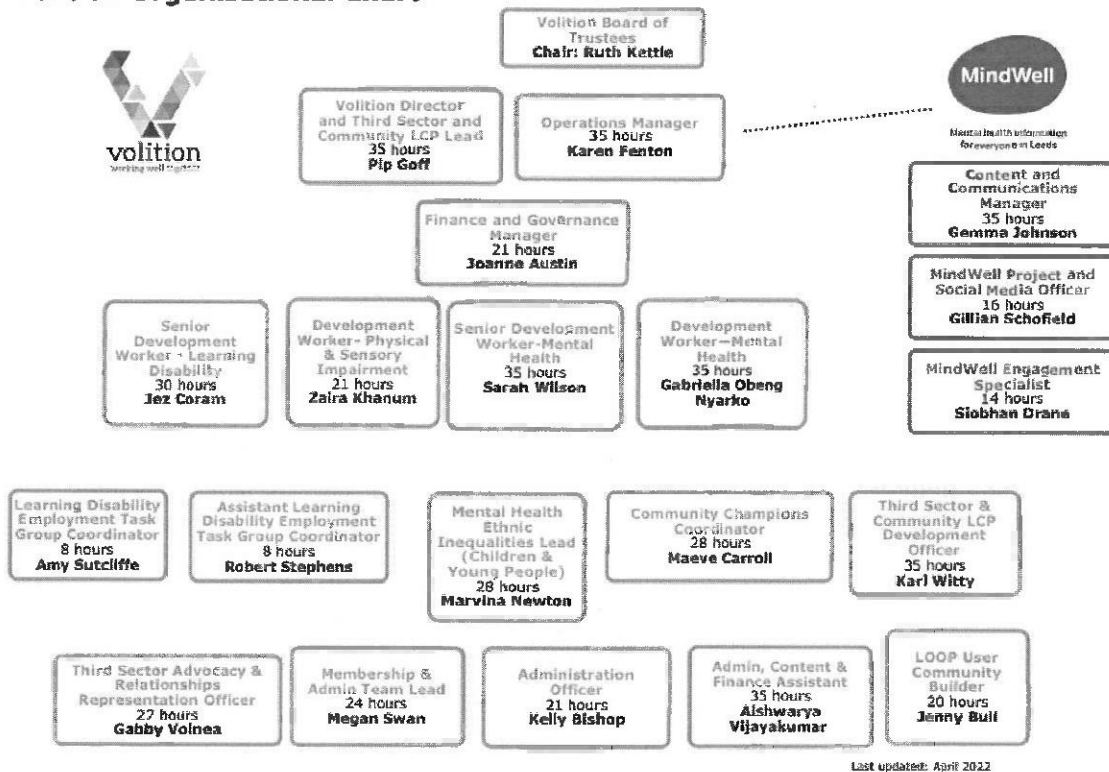 Organisational Chart
Volition Board of
Trustees
Chair: Ruth Kettle
volition
MindWell
Mental health information
for everyone in Leeds
Volition Director
and Third Sector and
Community LCP Lead
35 hours
Pip Goff
Operations Manager
35 hours
Karen Fenton
Content and
Communications
Manager
35 hours
Gemma Johnson
Finance and Governance
Manager
21 hours
Joanne Austin
MindWell Project and
Social Media Officer
16 hours
Gillian Schofield
Senior
Development
Worker - Learning
Disability
30 hours
Jez Coram
Development
Worker- Physical
& Sensory
Impairment
21 hours
Zaira Khanum
Senior Development
Worker-Mental
Health
35 hours
Sarah Wilson
Development
Worker—Mental
Health
35 hours
Gabriella Obeng
Nyarko
MindWell Engagement
Specialist
14 hours
Siobhan Drane
Learning Disability
Employment Task
Group Coordinator
8 hours
Amy Sutcliffe
Assistant Learning
Disability Employment
Task Group Coordinator
8 hours
Robert Stephens
Mental Health
Ethnic
Inequalities Lead
(Children &
Young People)
28 hours
Marvina Newton
Community Champions
Coordinator
28 hours
Maeve Carroll
Third Sector &
Community LCP
Development
Officer
35 hours
Karl Witty
Third Sector Advocacy &
Relationships
Representation Officer
27 hours
Gabby Volnea
Membership &
Admin Team Lead
24 hours
Megan Swan
Administration
Officer
21 hours
Kelly Bishop
Admin, Content &
Finance Assistant
35 hours
Aishwarya
Vijayakumar
LOOP User
Community
Builder
20 hours
Jenny Bull
Last updated: April 2022